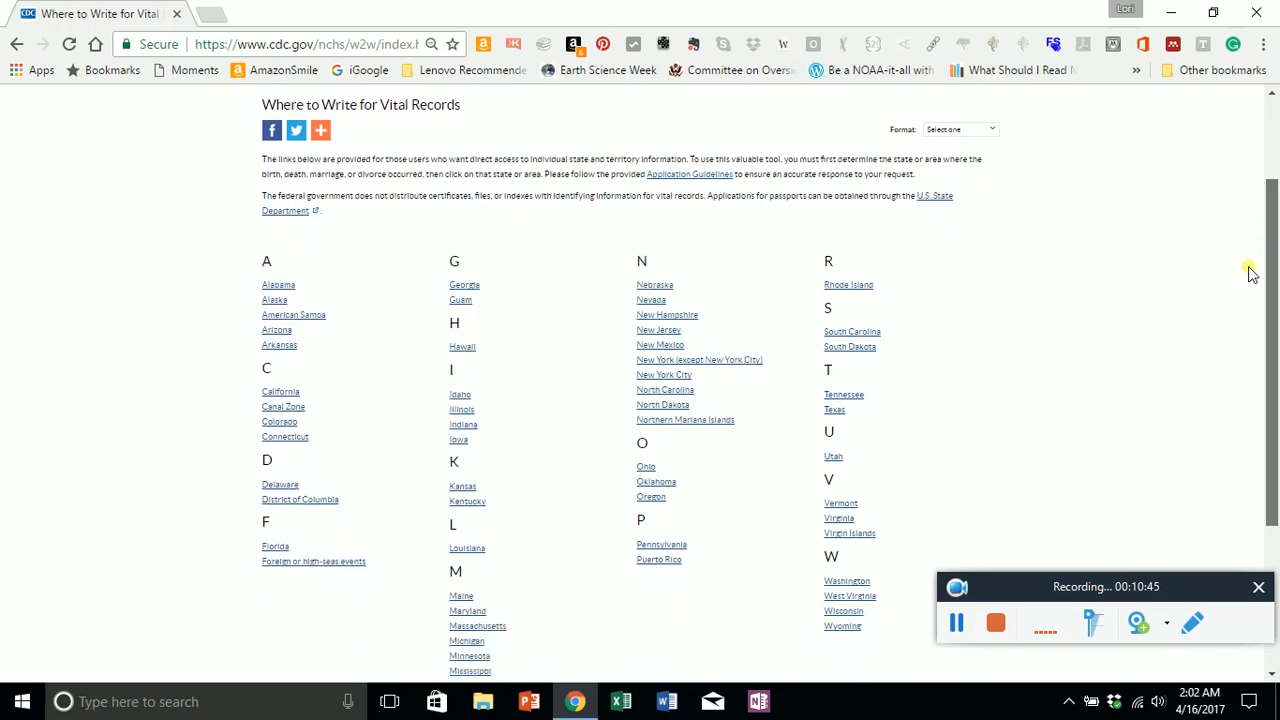 Where to Write for Vital
Lori
Secure
https://www.cdc.gov/nchs/w2w/index.h
Apps
Bookmarks
Moments
AmazonSmile
iGoogle
Lenovo Recommende
Earth Science Week
Committee on Oversi
Be a NOAA-it-all with
What Should I Read N
Other bookmarks
Where to Write for Vital Records
Format: Select one
The links below are provided for those users who want direct access to individual state and territory information. To use this valuable tool, you must first determine the state or area where the
birth, death, marriage, or divorce occurred, then click on that state or area. Please follow the provided Application Guidelines to ensure an accurate response to your request.
The federal government does not distribute certificates, files, or indexes with identifying information for vital records. Applications for passports can be obtained through the U.S. State
Department .
A
Alabama
Alaska
American Samoa
Arizona
Arkansas
C
California
Canal Zone
Colorado
Connecticut
D
Delaware
District of Columbia
F
Florida
Foreign or high-seas events
G
Georgia
Guam
H
Hawaii
I
Idaho
Illinois
Indiana
Iowa
K
Kansas
Kentucky
L
Louisiana
M
Maine
Maryland
Massachusetts
Michigan
Minnesota
Mississippi
N
Nebraska
Nevada
New Hampshire
New Jersey
New Mexico
New York (except New York City)
New York City
North Carolina
North Dakota
Northern Mariana Islands
O
Ohio
Oklahoma
Oregon
P
Pennsylvania
Puerto Rico
R
Rhode Island
S
South Carolina
South Dakota
T
Tennessee
Texas
U
Utah
V
Vermont
Virginia
Virgin Islands
W
Washington
West Virginia
Wisconsin
Wyoming
Recording... 00:10:45
Type here to search
2:02 AM
4/16/2017